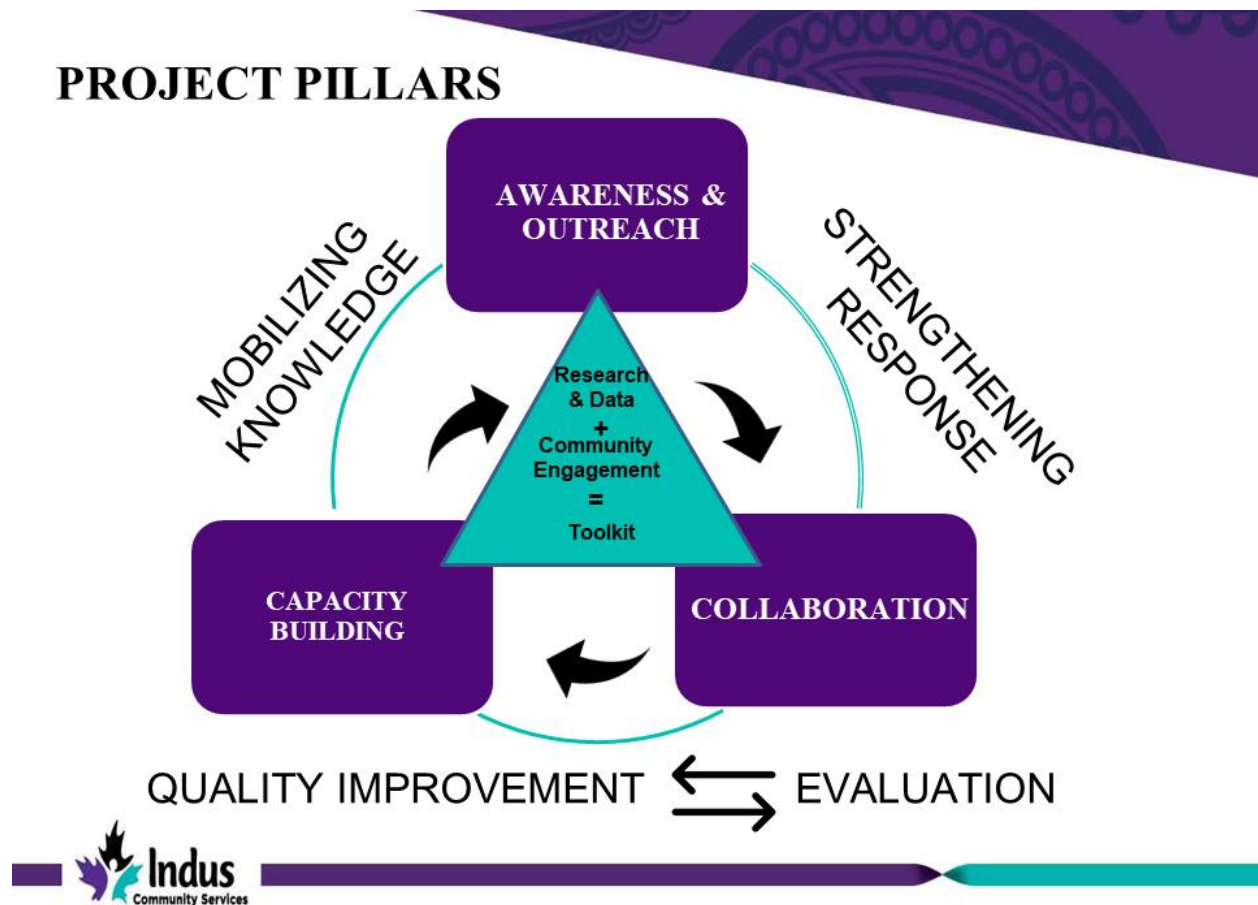 PROJECT PILLARS
AWARENESS &
OUTREACH
MOBILIZING
KNOWLEDGE
STRENGTHENING
RESPONSE
Research
& Data
+
Community
Engagement
=
Toolkit
CAPACITY
BUILDING
COLLABORATION
QUALITY IMPROVEMENT
EVALUATION
Indus
Community Services